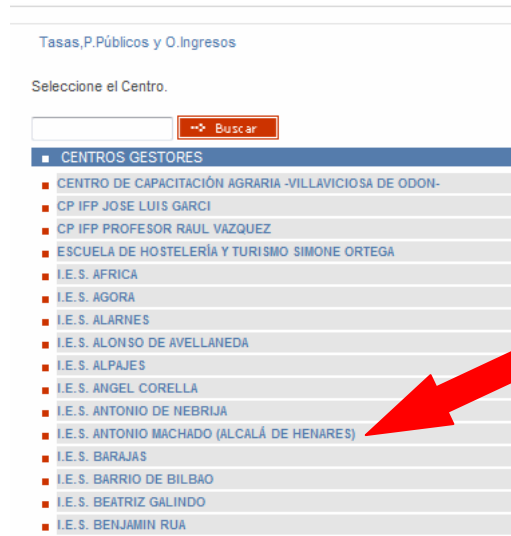 Tasas,P.Públicos y O.Ingresos
Seleccione el Centro.
Buscar
CENTROS GESTORES
CENTRO DE CAPACITACIÓN AGRARIA -VILLAVICIOSA DE ODON-
CP IFP JOSE LUIS GARCI
CP IFP PROFESOR RAUL VAZQUEZ
ESCUELA DE HOSTELERÍA Y TURISMO SIMONE ORTEGA
I.E.S. AFRICA
I.E.S. AGORA
I.E.S. ALARNES
I.E.S. ALONSO DE AVELLANEDA
I.E.S. ALPAJES
I.E.S. ANGEL CORELLA
I.E.S. ANTONIO DE NEBRIJA
I.E.S. ANTONIO MACHADO (ALCALÁ DE HENARES)
I.E.S. BARAJAS
I.E.S. BARRIO DE BILBAO
I.E.S. BEATRIZ GALINDO
I.E.S. BENJAMIN RUA